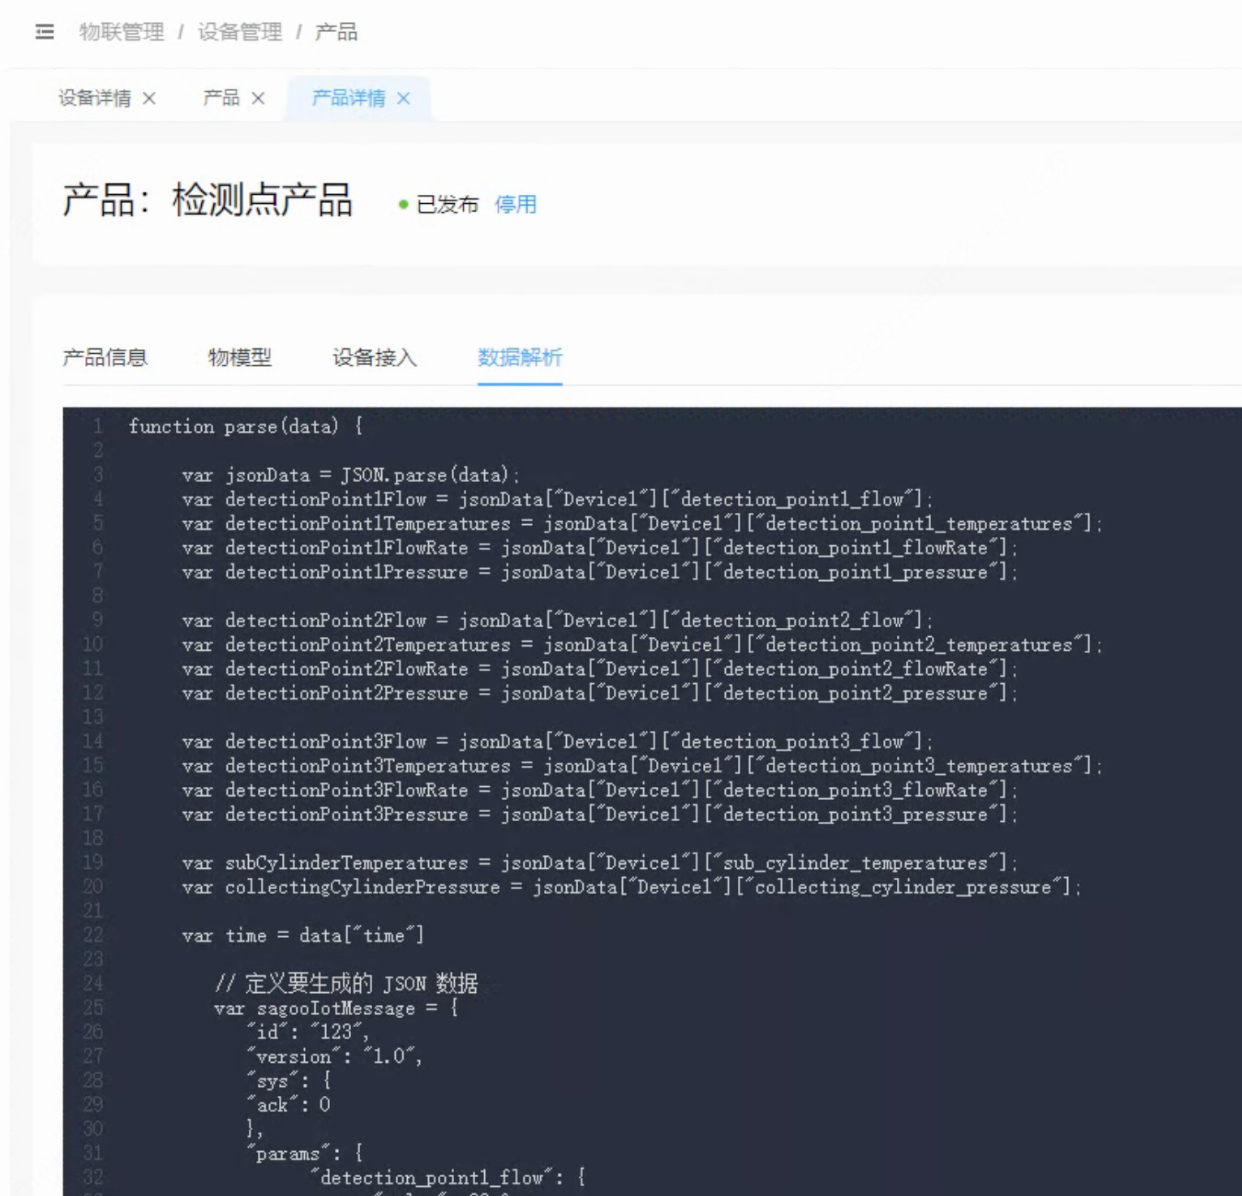 物联管理 / 设备管理 / 产品
设备详情 × 产品 × 产品详情 ×
产品：检测点产品 已发布 停用
产品信息 物模型 设备接入 数据解析
1 function parse(data) {
2
3 var jsonData = JSON.parse(data);
4 var detectionPoint1Flow = jsonData["Device1"]["detection_point1_flow"];
5 var detectionPoint1Temperatures = jsonData["Device1"]["detection_point1_temperatures"];
6 var detectionPoint1FlowRate = jsonData["Device1"]["detection_point1_flowRate"];
7 var detectionPoint1Pressure = jsonData["Device1"]["detection_point1_pressure"];
8
9 var detectionPoint2Flow = jsonData["Device1"]["detection_point2_flow"];
10 var detectionPoint2Temperatures = jsonData["Device1"]["detection_point2_temperatures"];
11 var detectionPoint2FlowRate = jsonData["Device1"]["detection_point2_flowRate"];
12 var detectionPoint2Pressure = jsonData["Device1"]["detection_point2_pressure"];
13
14 var detectionPoint3Flow = jsonData["Device1"]["detection_point3_flow"];
15 var detectionPoint3Temperatures = jsonData["Device1"]["detection_point3_temperatures"];
16 var detectionPoint3FlowRate = jsonData["Device1"]["detection_point3_flowRate"];
17 var detectionPoint3Pressure = jsonData["Device1"]["detection_point3_pressure"];
18
19 var subCylinderTemperatures = jsonData["Device1"]["sub_cylinder_temperatures"];
20 var collectingCylinderPressure = jsonData["Device1"]["collecting_cylinder_pressure"];
21
22 var time = data["time"]
23
24 // 定义要生成的 JSON 数据
25 var sagooIotMessage = {
26 "id": "123",
27 "version": "1.0",
28 "sys": {
29 "ack": 0
30 },
31 "params": {
32 "detection_point1_flow": {